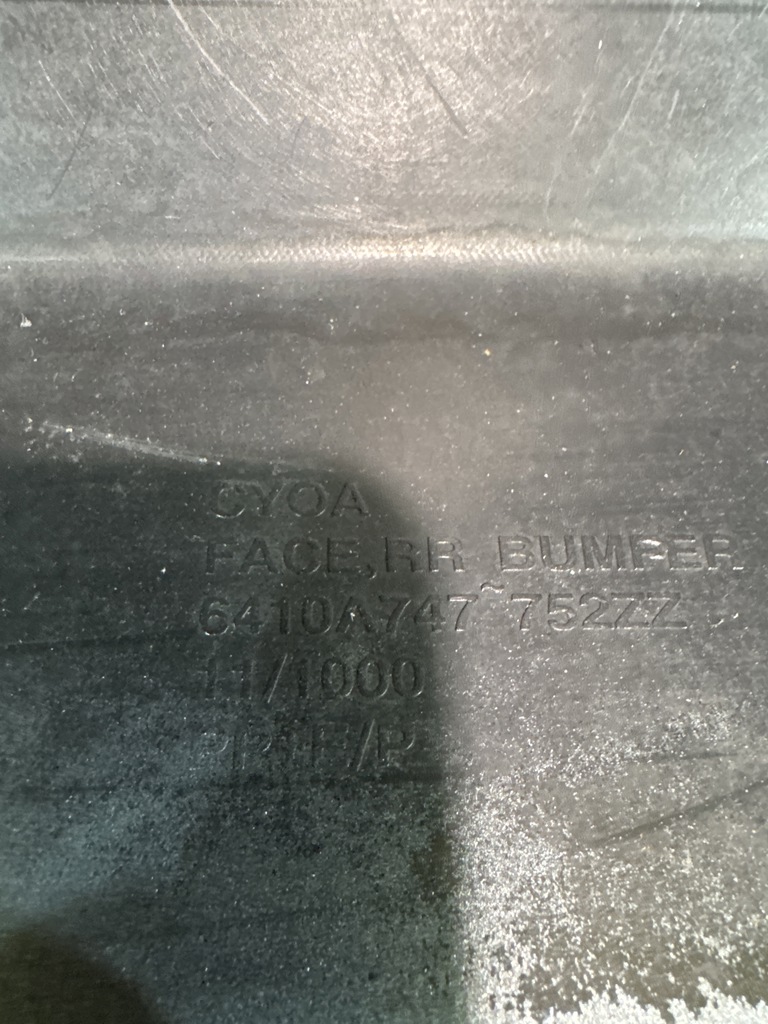 CYOA
FACE,RR BUMPER
6410A747~752ZZ
11/1000